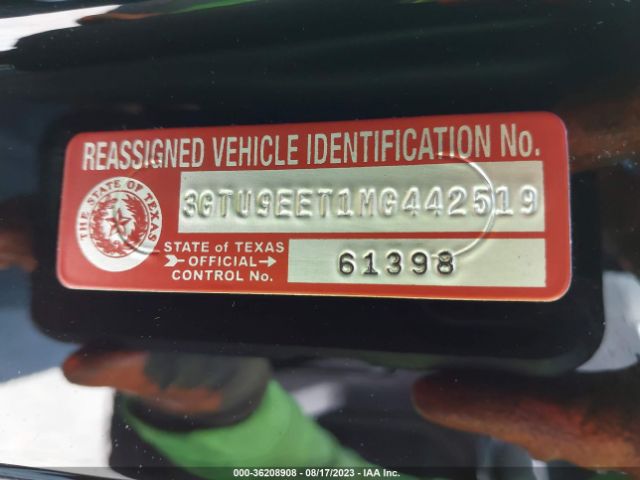 REASSIGNED VEHICLE IDENTIFICATION No.
3GTU9EET1MG442519
THE STATE OF TEXAS
STATE of TEXAS
OFFICIAL
CONTROL No.
61398
000-36208908 - 08/17/2023 - IAA Inc.